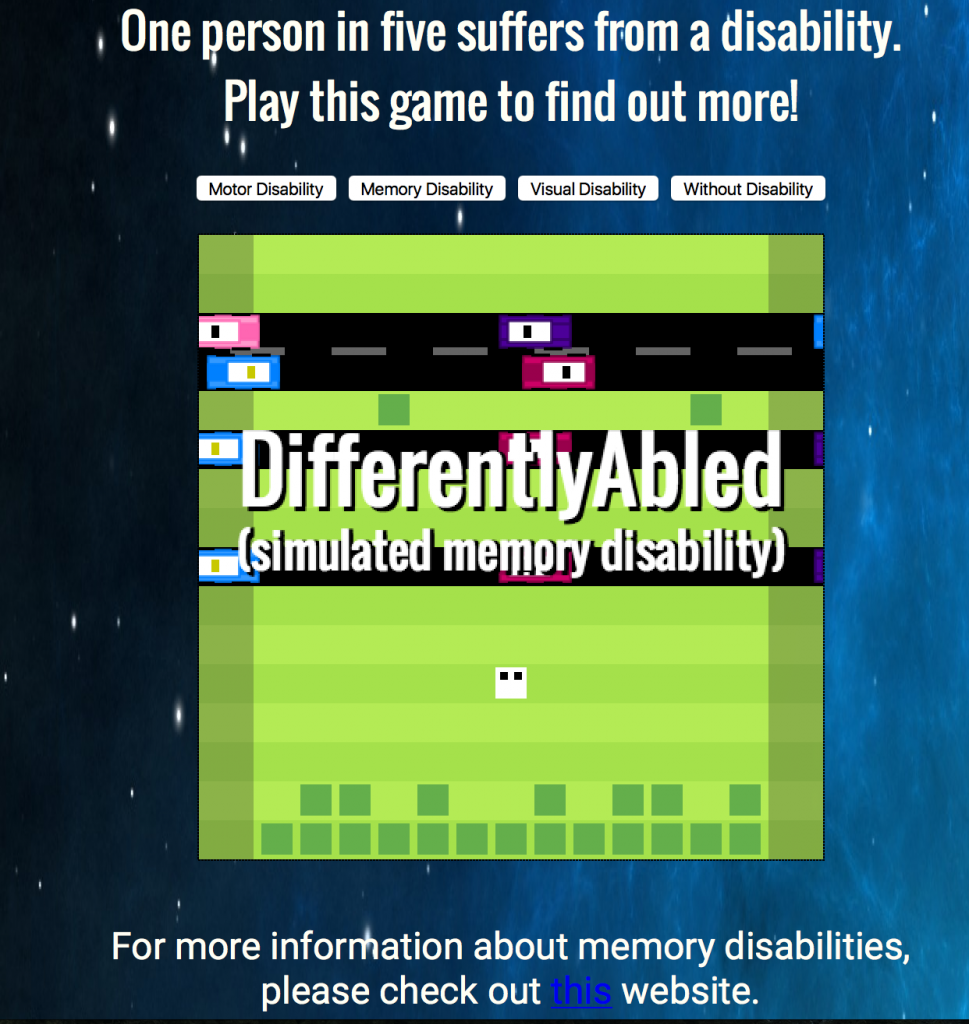 One person in five suffers from a disability.
Play this game to find out more!
Motor Disability Memory Disability Visual Disability Without Disability
DifferentlyAbled
(simulated memory disability)
For more information about memory disabilities,
please check out this website.